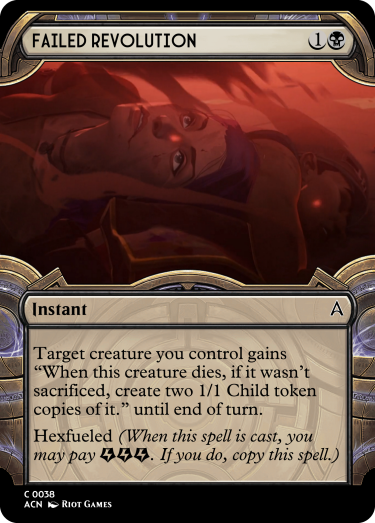 FAILED REVOLUTION 1
Instant A
Target creature you control gains
“When this creature dies, if it wasn't
sacrificed, create two 1/1 Child token
copies of it.” until end of turn.
Hexfueled (When this spell is cast, you
may pay . If you do, copy this spell.)
C 0038
ACN RIOT GAMES